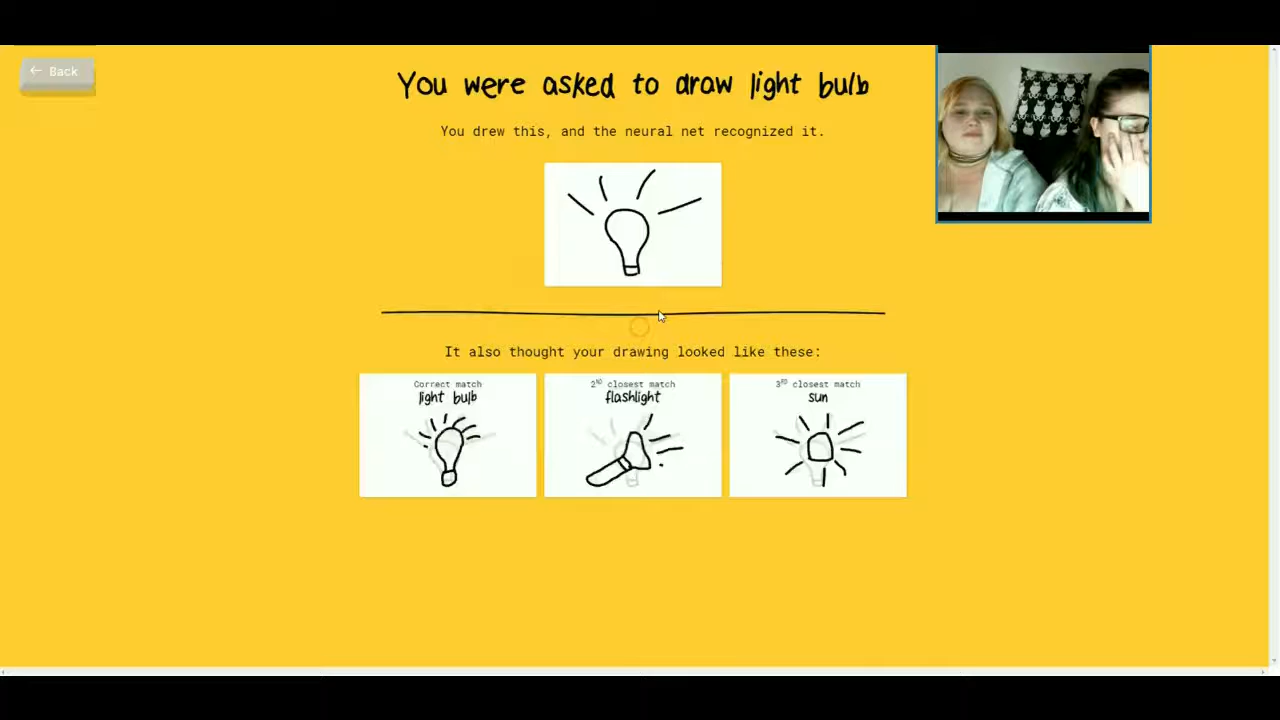 ← Back
You were asked to draw light bulb
You drew this, and the neural net recognized it.
It also thought your drawing looked like these:
Correct match
light bulb
2ND closest match
flashlight
3RD closest match
sun